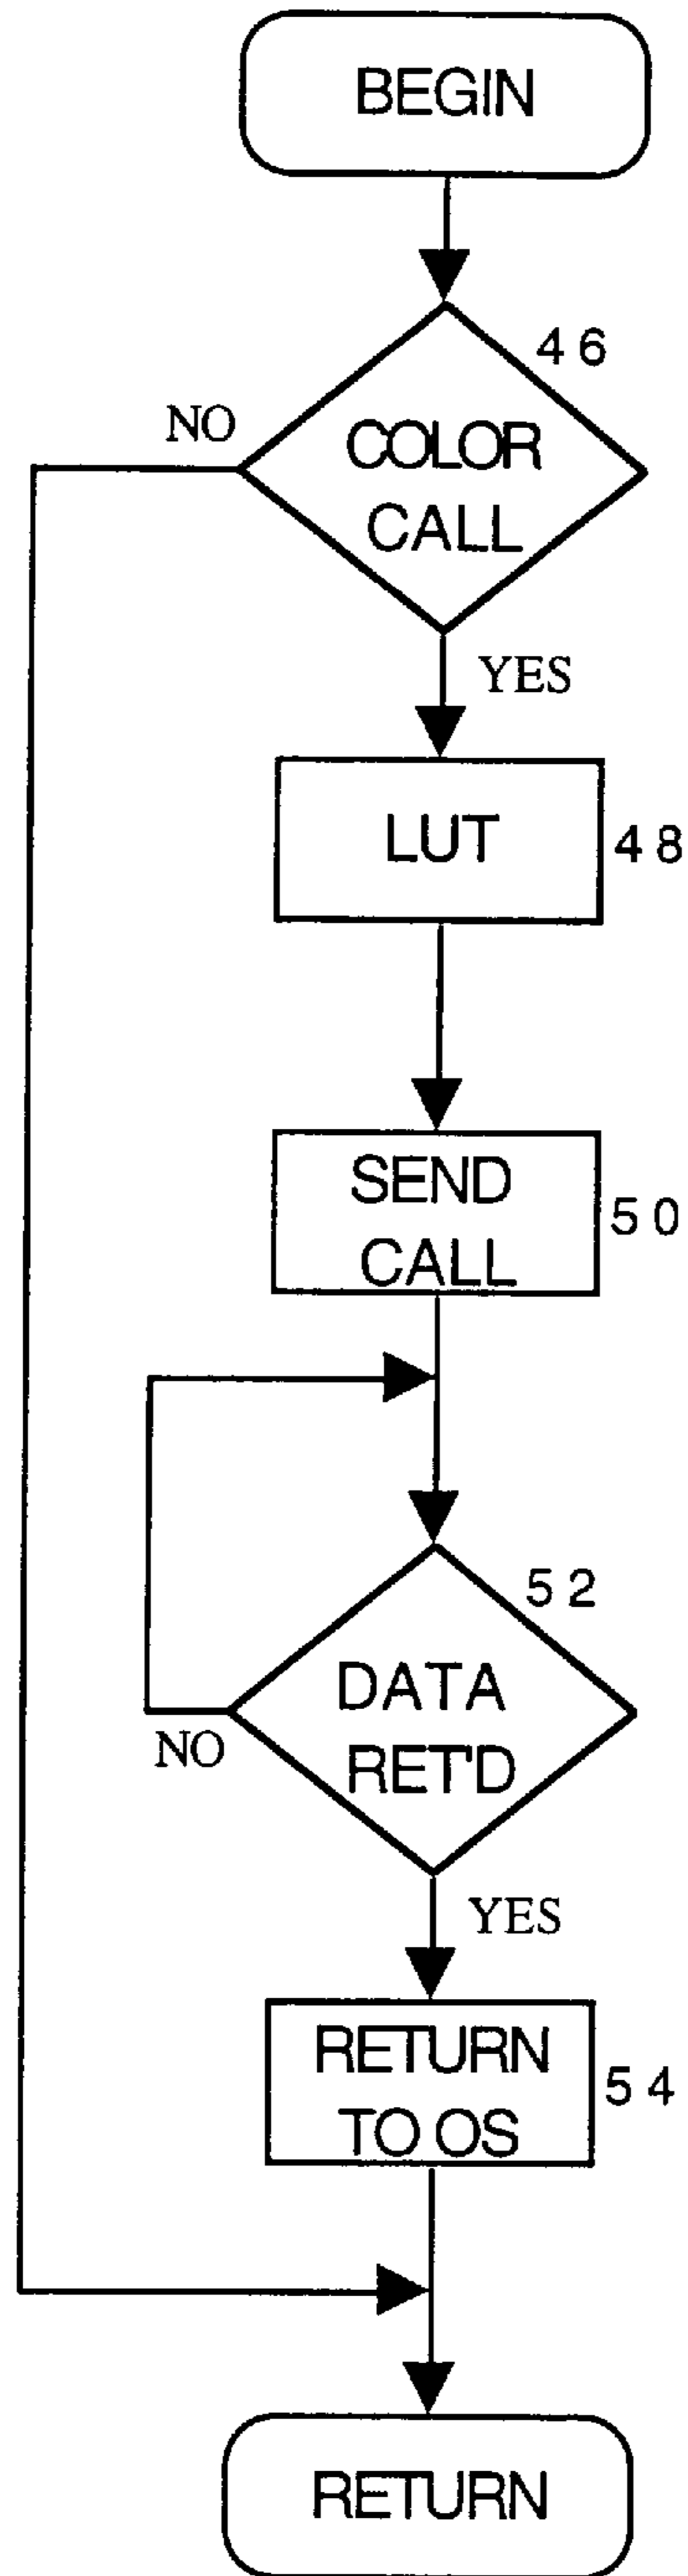 BEGIN
46
NO
COLOR
CALL
YES
LUT
48
SEND
CALL
50
52
DATA
RET'D
NO
YES
RETURN
TO OS
54
RETURN